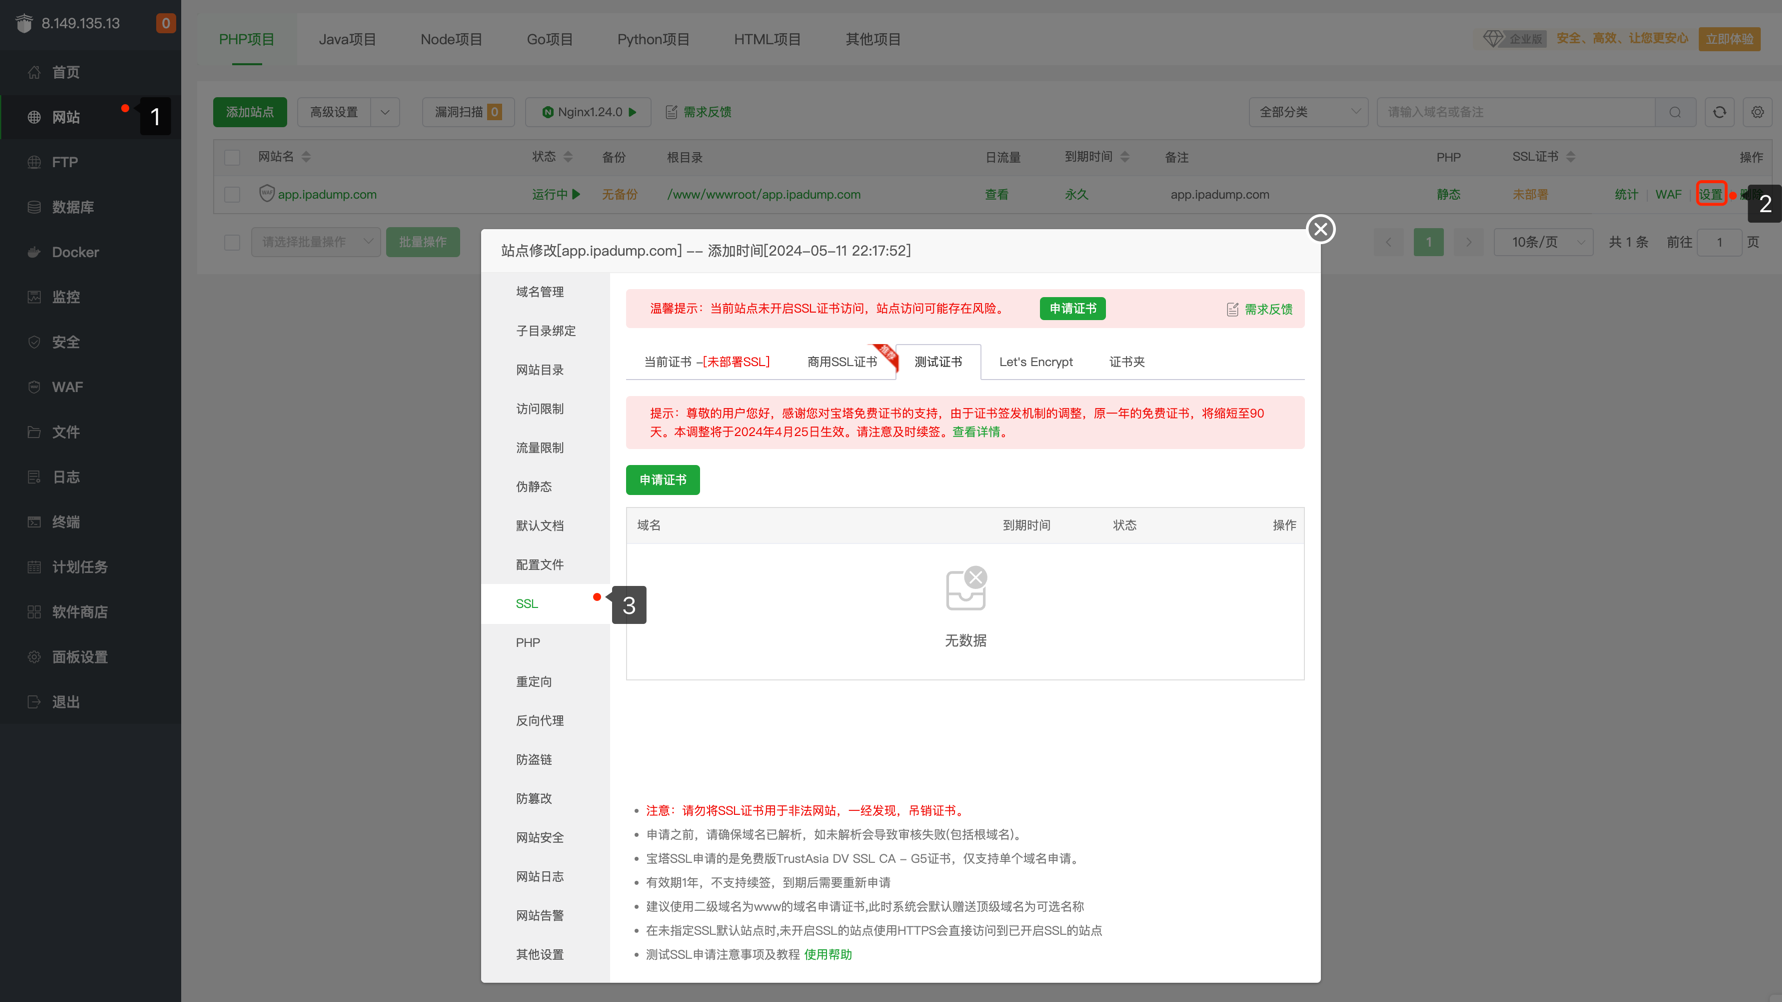 8.149.135.13
0
首页
网站
1
FTP
数据库
Docker
监控
安全
WAF
文件
日志
终端
计划任务
软件商店
面板设置
退出
PHP项目
Java项目
Node项目
Go项目
Python项目
HTML项目
其他项目
企业版
安全、高效、让您更安心
立即体验
添加站点
高级设置
漏洞扫描 0
Nginx1.24.0
需求反馈
全部分类
请输入域名或备注
网站名
状态
备份
根目录
日流量
到期时间
备注
PHP
SSL证书
操作
app.ipadump.com
运行中
无备份
/www/wwwroot/app.ipadump.com
查看
永久
app.ipadump.com
静态
未部署
统计
WAF
设置
2
请选择批量操作
批量操作
1
10条/页
共 1 条
前往
1
页
站点修改[app.ipadump.com] -- 添加时间[2024-05-11 22:17:52]
域名管理
子目录绑定
网站目录
访问限制
流量限制
伪静态
默认文档
配置文件
SSL
3
PHP
重定向
反向代理
防盗链
防篡改
网站安全
网站日志
网站告警
其他设置
温馨提示：当前站点未开启SSL证书访问，站点访问可能存在风险。
申请证书
需求反馈
当前证书 -[未部署SSL]
商用SSL证书
推荐
测试证书
Let's Encrypt
证书夹
提示：尊敬的用户您好，感谢您对宝塔免费证书的支持，由于证书签发机制的调整，原一年的免费证书，将缩短至90
天。本调整将于2024年4月25日生效。请注意及时续签。查看详情。
申请证书
域名
到期时间
状态
操作
无数据
注意：请勿将SSL证书用于非法网站，一经发现，吊销证书。
申请之前，请确保域名已解析，如未解析会导致审核失败(包括根域名)。
宝塔SSL申请的是免费版TrustAsia DV SSL CA - G5证书，仅支持单个域名申请。
有效期1年，不支持续签，到期后需要重新申请
建议使用二级域名为www的域名申请证书,此时系统会默认赠送顶级域名为可选名称
在未指定SSL默认站点时,未开启SSL的站点使用HTTPS会直接访问到已开启SSL的站点
测试SSL申请注意事项及教程 使用帮助